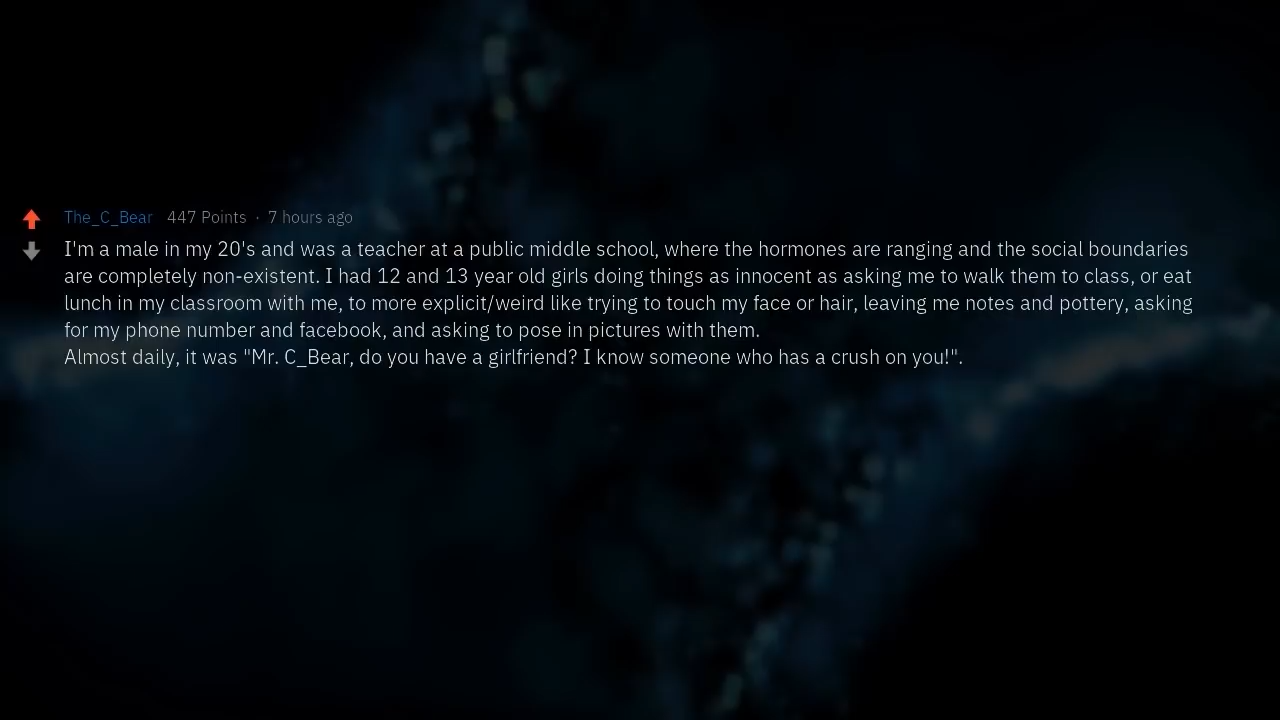 The_C_Bear 447 Points · 7 hours ago
I'm a male in my 20's and was a teacher at a public middle school, where the hormones are ranging and the social boundaries
are completely non-existent. I had 12 and 13 year old girls doing things as innocent as asking me to walk them to class, or eat
lunch in my classroom with me, to more explicit/weird like trying to touch my face or hair, leaving me notes and pottery, asking
for my phone number and facebook, and asking to pose in pictures with them.
Almost daily, it was "Mr. C_Bear, do you have a girlfriend? I know someone who has a crush on you!".